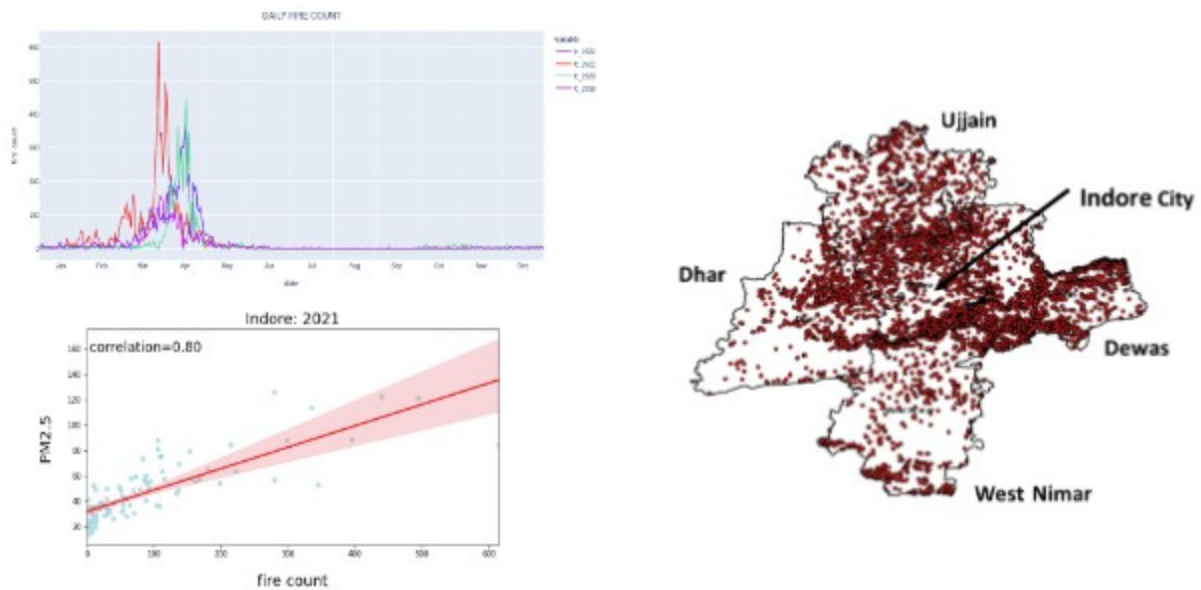 DAILY FIRE COUNT
fire count
Jan Feb Mar Apr May Jun Jul Aug Sep Oct Nov Dec
date
Indore: 2021
correlation=0.80
PM2.5
160
140
120
100
80
60
40
20
0 100 200 300 400 500 600
fire count
Ujjain
Indore City
Dhar
Dewas
West Nimar